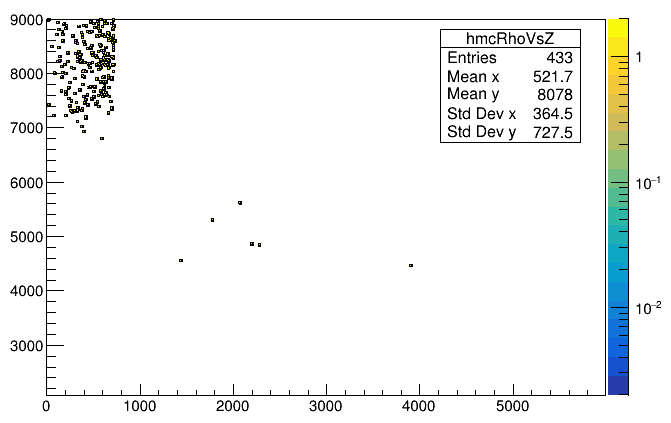 9000
8000
7000
6000
5000
4000
3000
0
1000
2000
3000
4000
5000
hmcRhoVsZ
Entries 433
Mean x 521.7
Mean y 8078
Std Dev x 364.5
Std Dev y 727.5
1
10⁻¹
10⁻²